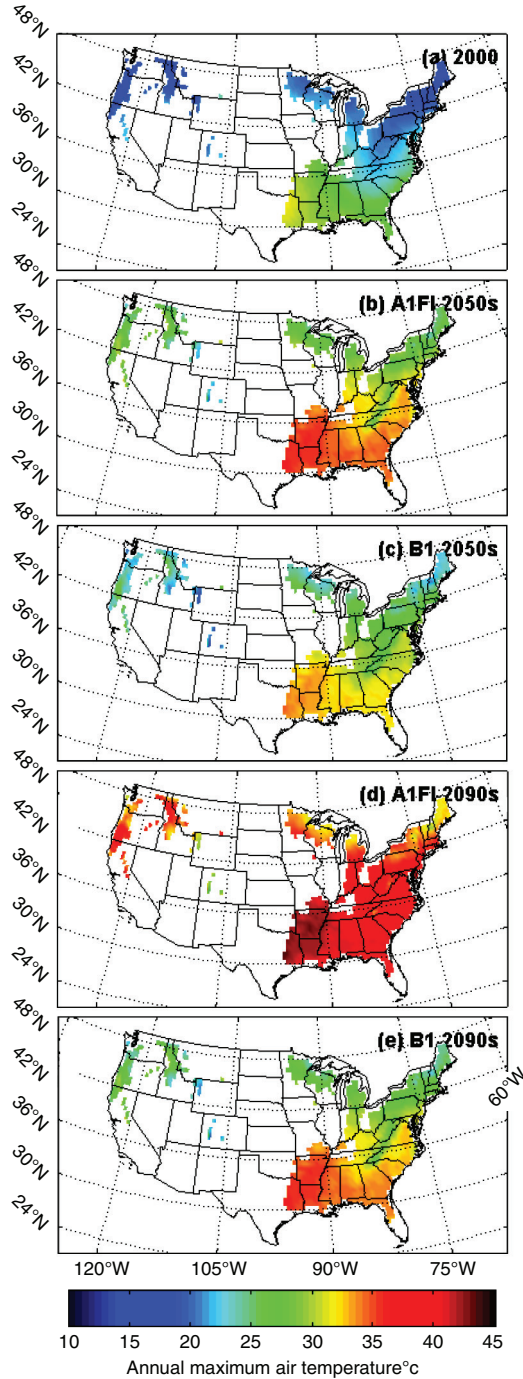 48°N
42°N
36°N
30°N
24°N
(a) 2000
48°N
42°N
36°N
30°N
24°N
(b) A1FI 2050s
48°N
42°N
36°N
30°N
24°N
(c) B1 2050s
48°N
42°N
36°N
30°N
24°N
(d) A1FI 2090s
48°N
42°N
36°N
30°N
24°N
(e) B1 2090s
60°W
120°W 105°W 90°W 75°W
10 15 20 25 30 35 40 45
Annual maximum air temperature°c